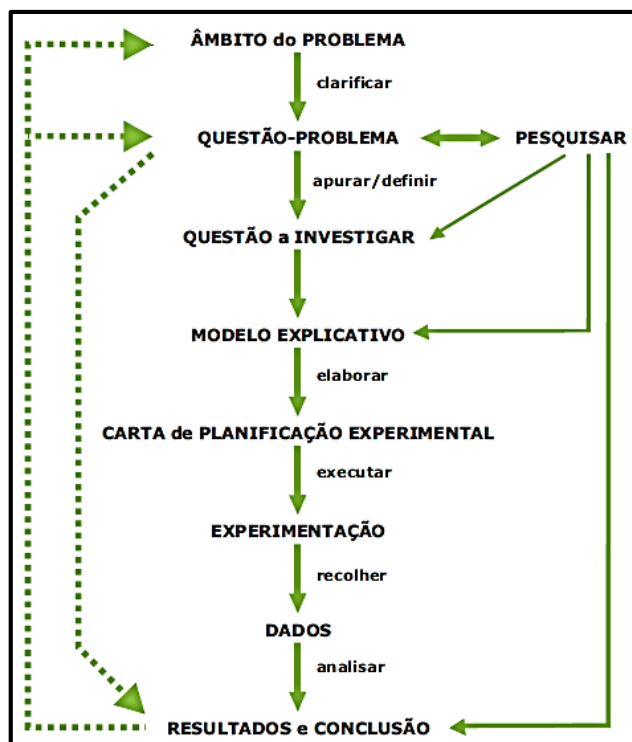 ÂMBITO do PROBLEMA
clarificar
QUESTÃO-PROBLEMA
PESQUISAR
apurar/definir
QUESTÃO a INVESTIGAR
MODELO EXPLICATIVO
elaborar
CARTA de PLANIFICAÇÃO EXPERIMENTAL
executar
EXPERIMENTAÇÃO
recolher
DADOS
analisar
RESULTADOS e CONCLUSÃO